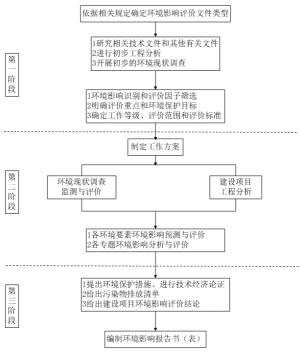 依据相关规定确定环境影响评价文件类型
第一阶段
1研究相关技术文件和其他有关文件
2进行初步工程分析
3开展初步的环境现状调查
1环境影响识别和评价因子筛选
2明确评价重点和环境保护目标
3确定工作等级、评价范围和评价标准
制定工作方案
第二阶段
环境现状调查
监测与评价
建设项目
工程分析
1各环境要素环境影响预测与评价
2各专题环境影响分析与评价
第三阶段
1提出环境保护措施、进行技术经济论证
2给出污染物排放清单
3给出建设项目环境影响评价结论
编制环境影响报告书（表）